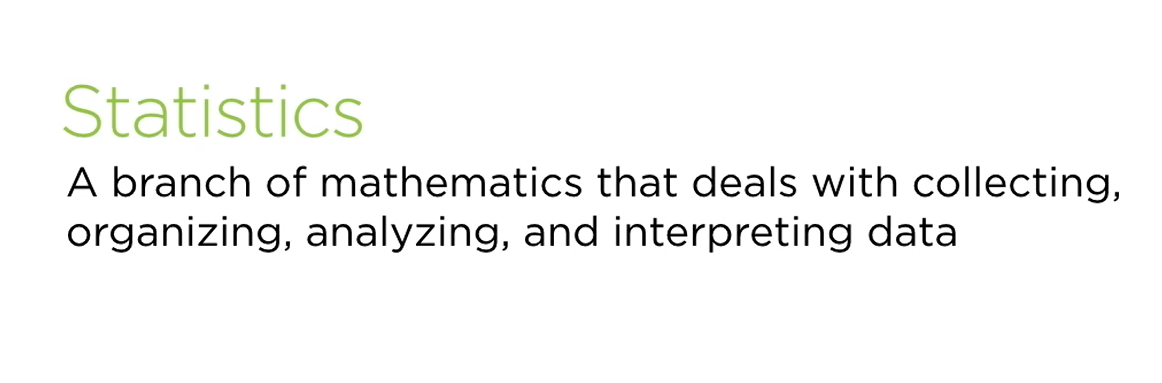 Statistics
A branch of mathematics that deals with collecting,
organizing, analyzing, and interpreting data